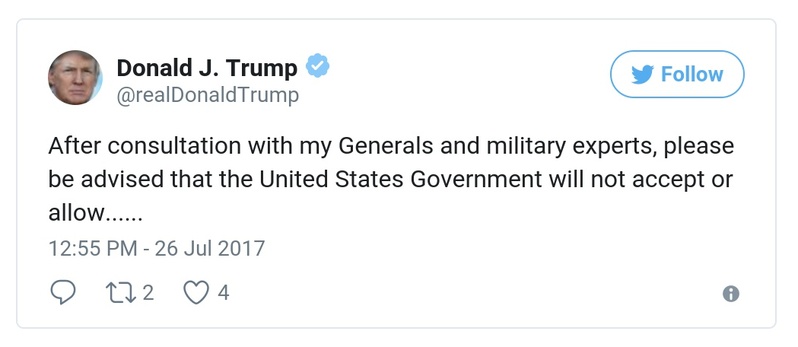 Donald J. Trump
@realDonaldTrump
Follow
After consultation with my Generals and military experts, please
be advised that the United States Government will not accept or
allow......
12:55 PM - 26 Jul 2017
2
4